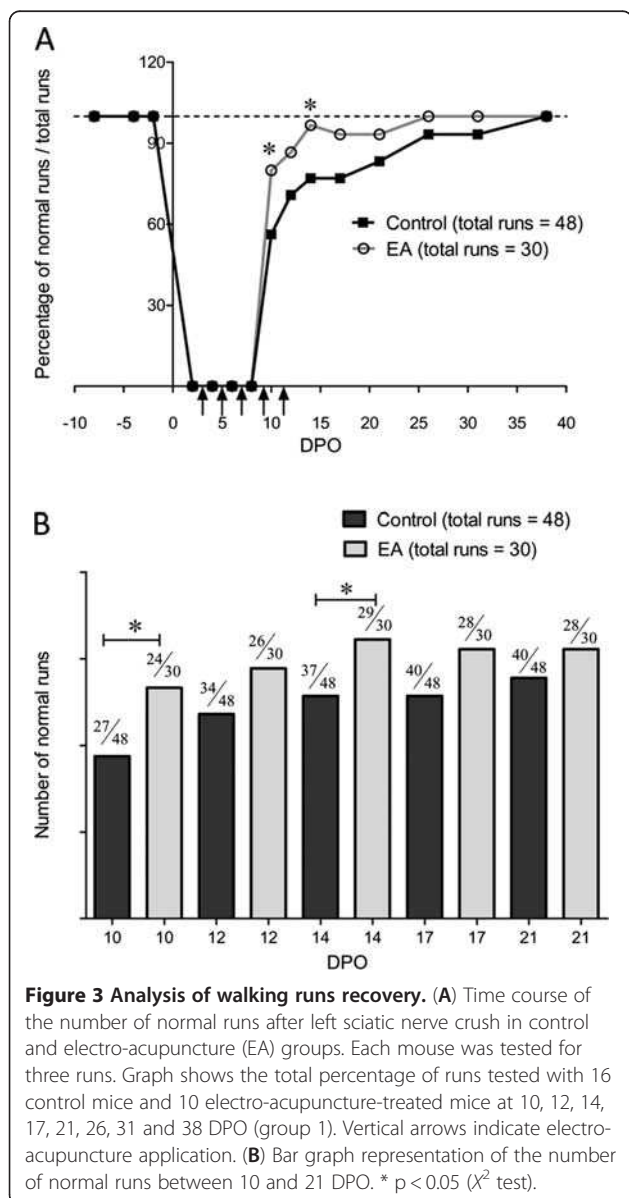 A
120
90
60
30
Percentage of normal runs / total runs
*
*
Control (total runs = 48)
EA (total runs = 30)
-10 -5 0 5 10 15 20 25 30 35 40
DPO
B
Control (total runs = 48)
EA (total runs = 30)
Number of normal runs
*
*
27/48 24/30 34/48 26/30 37/48 29/30 40/48 28/30 40/48 28/30
10 10 12 12 14 14 17 17 21 21
DPO
Figure 3 Analysis of walking runs recovery. (A) Time course of
the number of normal runs after left sciatic nerve crush in control
and electro-acupuncture (EA) groups. Each mouse was tested for
three runs. Graph shows the total percentage of runs tested with 16
control mice and 10 electro-acupuncture-treated mice at 10, 12, 14,
17, 21, 26, 31 and 38 DPO (group 1). Vertical arrows indicate electro-
acupuncture application. (B) Bar graph representation of the number
of normal runs between 10 and 21 DPO. * p < 0.05 (X² test).